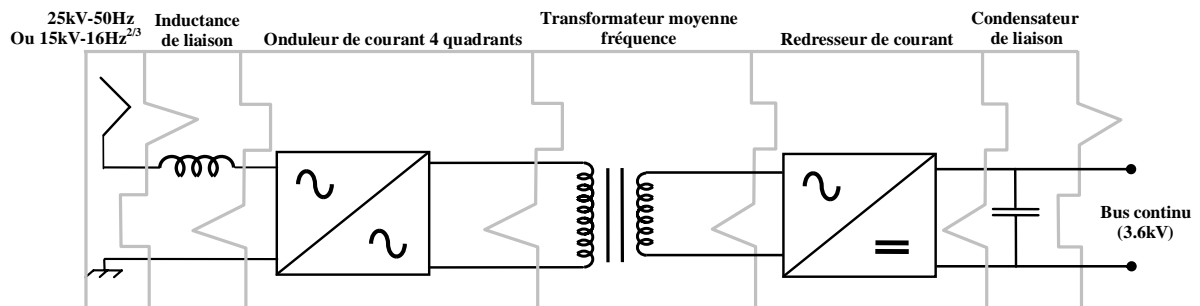 25kV-50Hz
Ou 15kV-16Hz2/3
Inductance
de liaison
Onduleur de courant 4 quadrants
Transformateur moyenne
fréquence
Redresseur de courant
Condensateur
de liaison
Bus continu
(3.6kV)